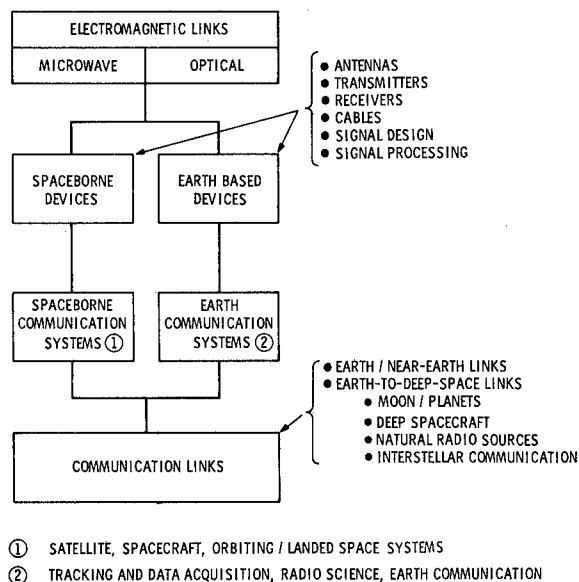 ELECTROMAGNETIC LINKS
MICROWAVE
OPTICAL
● ANTENNAS
● TRANSMITTERS
● RECEIVERS
● CABLES
● SIGNAL DESIGN
● SIGNAL PROCESSING
SPACEBORNE
DEVICES
EARTH BASED
DEVICES
SPACEBORNE
COMMUNICATION
SYSTEMS ①
EARTH
COMMUNICATION
SYSTEMS ②
● EARTH / NEAR-EARTH LINKS
● EARTH-TO-DEEP-SPACE LINKS
● MOON / PLANETS
● DEEP SPACECRAFT
● NATURAL RADIO SOURCES
● INTERSTELLAR COMMUNICATION
COMMUNICATION LINKS
① SATELLITE, SPACECRAFT, ORBITING / LANDED SPACE SYSTEMS
② TRACKING AND DATA ACQUISITION, RADIO SCIENCE, EARTH COMMUNICATION